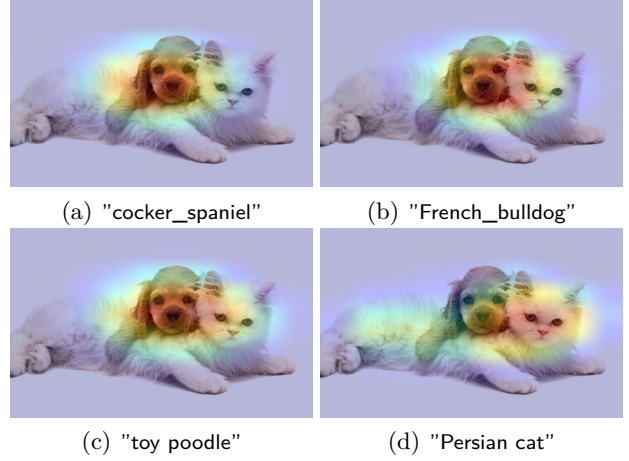 (a) "cocker_spaniel"
(b) "French_bulldog"
(c) "toy poodle"
(d) "Persian cat"